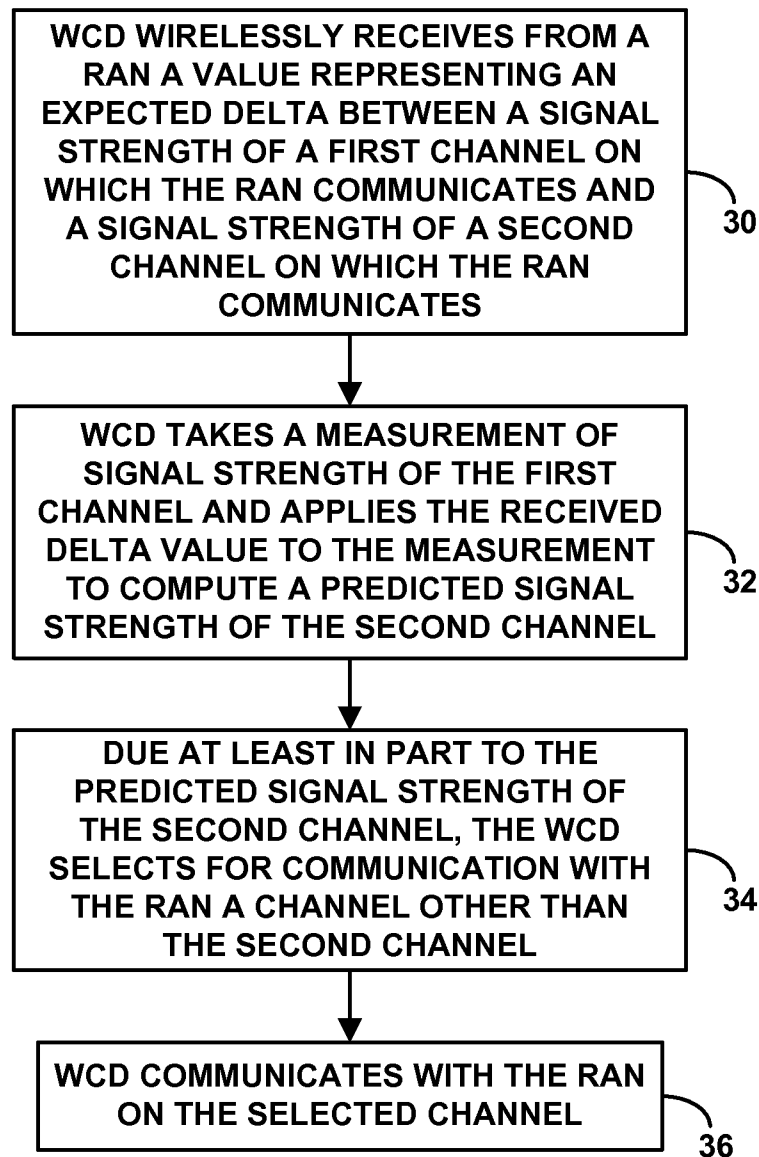 WCD WIRELESSLY RECEIVES FROM A
RAN A VALUE REPRESENTING AN
EXPECTED DELTA BETWEEN A SIGNAL
STRENGTH OF A FIRST CHANNEL ON
WHICH THE RAN COMMUNICATES AND
A SIGNAL STRENGTH OF A SECOND
CHANNEL ON WHICH THE RAN
COMMUNICATES
30
WCD TAKES A MEASUREMENT OF
SIGNAL STRENGTH OF THE FIRST
CHANNEL AND APPLIES THE RECEIVED
DELTA VALUE TO THE MEASUREMENT
TO COMPUTE A PREDICTED SIGNAL
STRENGTH OF THE SECOND CHANNEL
32
DUE AT LEAST IN PART TO THE
PREDICTED SIGNAL STRENGTH OF
THE SECOND CHANNEL, THE WCD
SELECTS FOR COMMUNICATION WITH
THE RAN A CHANNEL OTHER THAN
THE SECOND CHANNEL
34
WCD COMMUNICATES WITH THE RAN
ON THE SELECTED CHANNEL
36